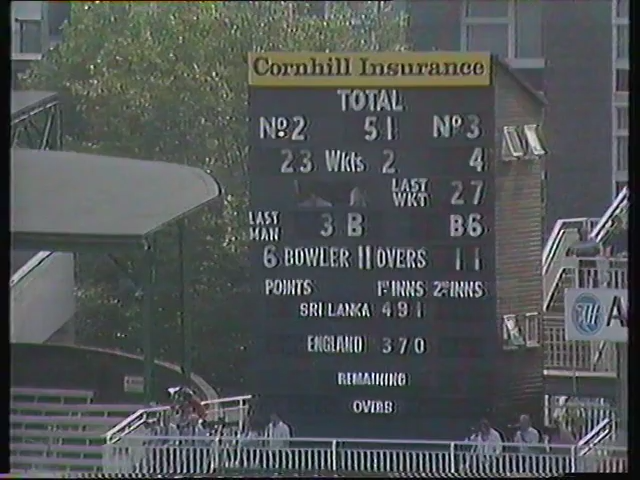 Cornhill Insurance
TOTAL
Nº2 51 Nº3
23 Wkts 2 4
LAST WKT 27
LAST MAN 3 B B6
6 BOWLER 11 OVERS 11
POINTS 1ST INNS 2ND INNS
SRI LANKA 491
ENGLAND 370
REMAINING
OVERS
A